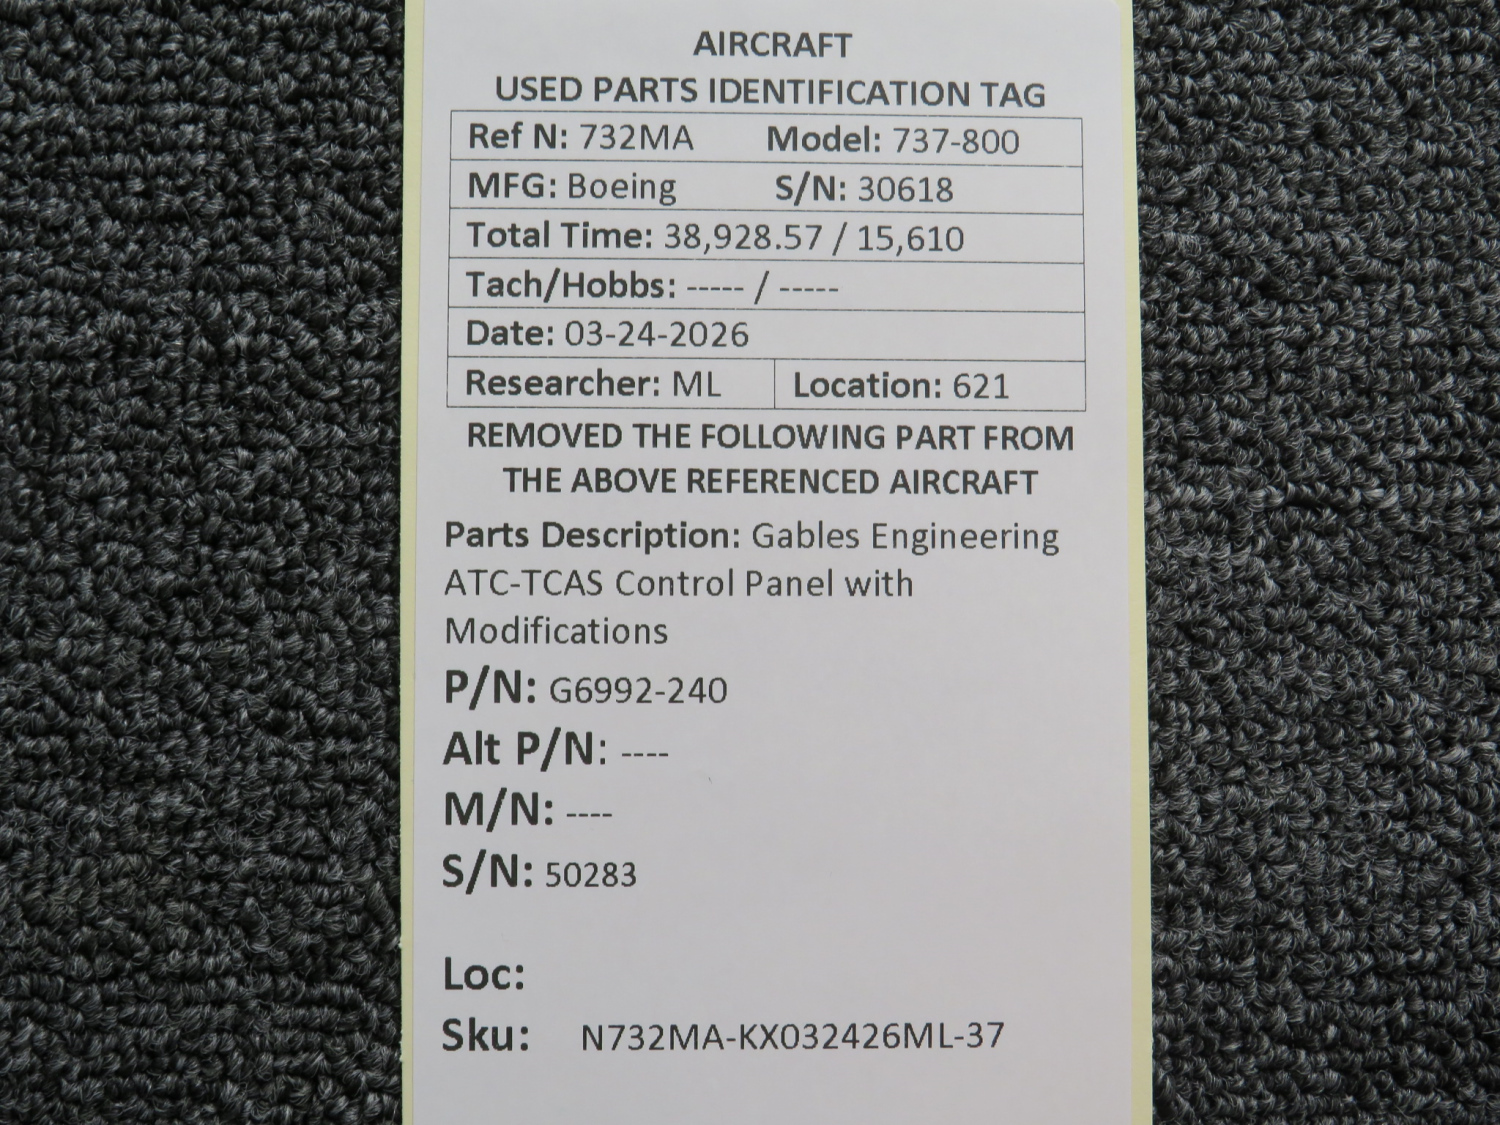 AIRCRAFT
USED PARTS IDENTIFICATION TAG
Ref N: 732MA Model: 737-800
MFG: Boeing S/N: 30618
Total Time: 38,928.57 / 15,610
Tach/Hobbs: ----- / -----
Date: 03-24-2026
Researcher: ML Location: 621
REMOVED THE FOLLOWING PART FROM
THE ABOVE REFERENCED AIRCRAFT
Parts Description: Gables Engineering
ATC-TCAS Control Panel with
Modifications
P/N: G6992-240
Alt P/N: ----
M/N: ----
S/N: 50283
Loc:
Sku: N732MA-KX032426ML-37